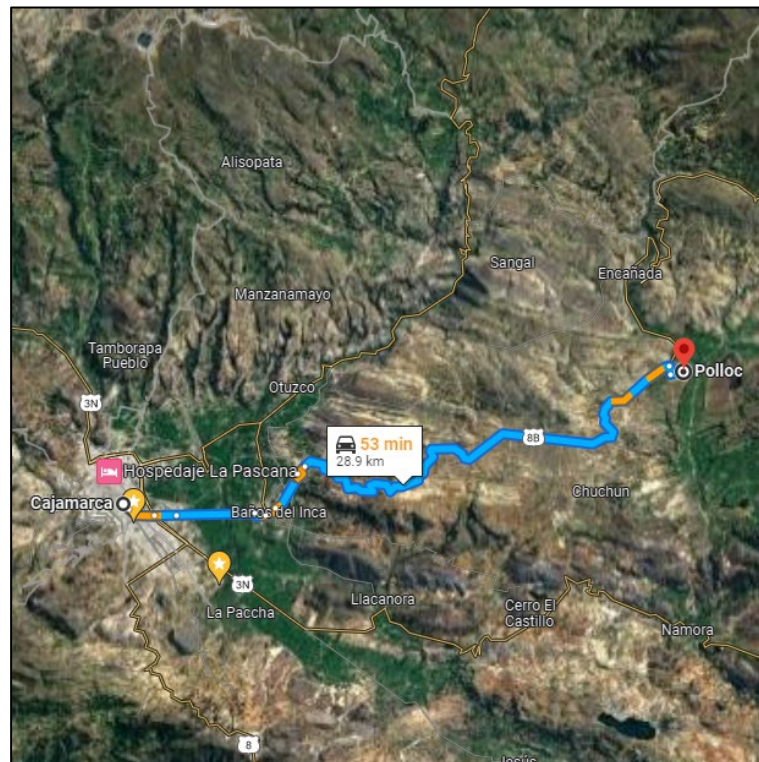 Alisopata
Sangal
Encañada
Manzanamayo
Tamborapa
Pueblo
Polloc
Otuzco
3N
53 min
28.9 km
8B
Hospedaje La Pascana
Cajamarca
Baños del Inca
Chuchun
3N
La Paccha
Llacanora
Cerro El
Castillo
Namora
8
Jesús